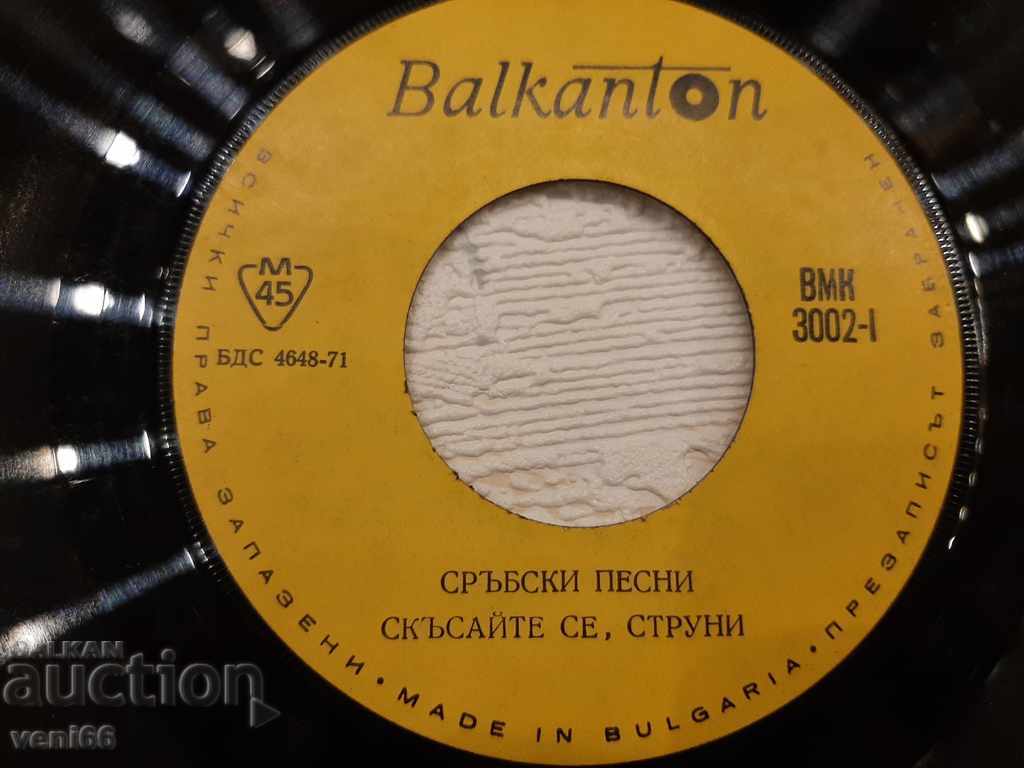 Balkanton
М
45
БДС 4648-71
ВМК
3002-I
СРЪБСКИ ПЕСНИ
СКЪСАЙТЕ СЕ, СТРУНИ
ВСИЧКИ ПРАВА ЗАПАЗЕНИ • MADE IN BULGARIA • ПРЕЗАПИСЪТ ЗАБРАНЕН
BALKAN
auction
veni66